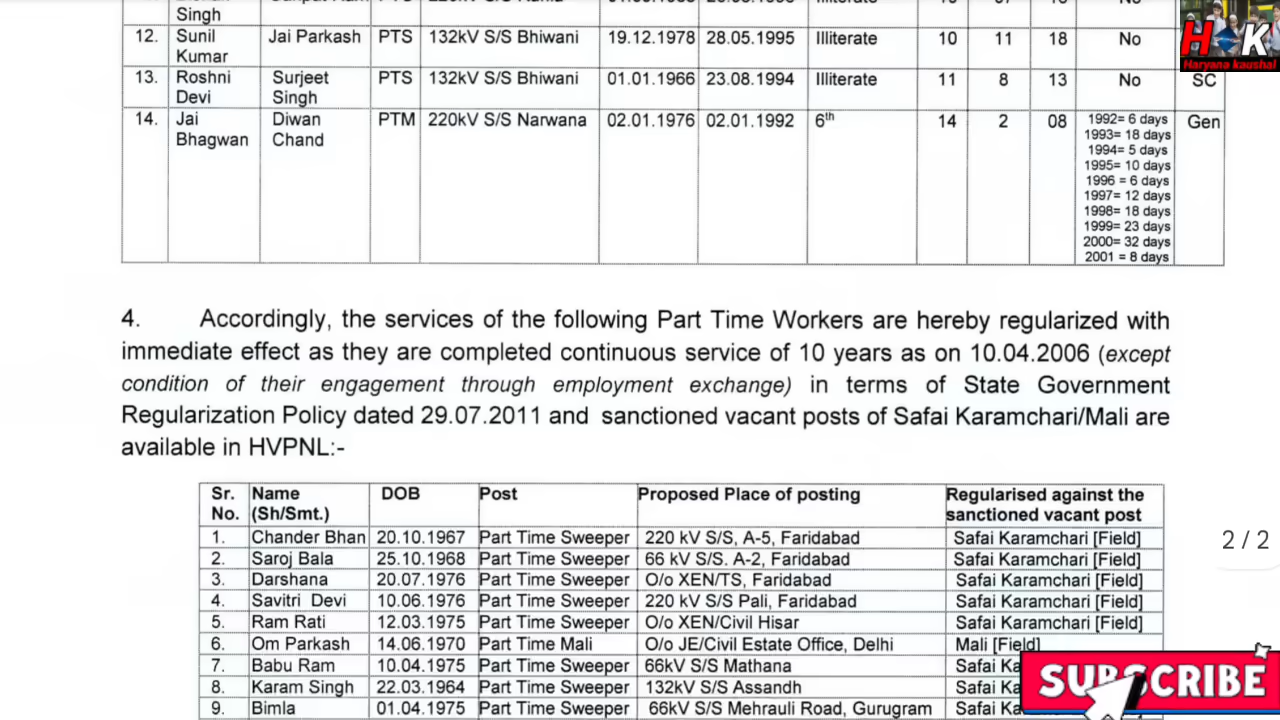 Singh
12. Sunil Kumar Jai Parkash PTS 132kV S/S Bhiwani 19.12.1978 28.05.1995 Illiterate 10 11 18 No
13. Roshni Devi Surjeet Singh PTS 132kV S/S Bhiwani 01.01.1966 23.08.1994 Illiterate 11 8 13 No SC
14. Jai Bhagwan Diwan Chand PTM 220kV S/S Narwana 02.01.1976 02.01.1992 6th 14 2 08 1992= 6 days Gen
1993= 18 days
1994= 5 days
1995= 10 days
1996 = 6 days
1997= 12 days
1998= 18 days
1999= 23 days
2000= 32 days
2001 = 8 days
HK
Haryana kaushal
4. Accordingly, the services of the following Part Time Workers are hereby regularized with
immediate effect as they are completed continuous service of 10 years as on 10.04.2006 (except
condition of their engagement through employment exchange) in terms of State Government
Regularization Policy dated 29.07.2011 and sanctioned vacant posts of Safai Karamchari/Mali are
available in HVPNL:-
Sr. No. Name (Sh/Smt.) DOB Post Proposed Place of posting Regularised against the sanctioned vacant post
1. Chander Bhan 20.10.1967 Part Time Sweeper 220 kV S/S, A-5, Faridabad Safai Karamchari [Field]
2. Saroj Bala 25.10.1968 Part Time Sweeper 66 kV S/S. A-2, Faridabad Safai Karamchari [Field]
3. Darshana 20.07.1976 Part Time Sweeper O/o XEN/TS, Faridabad Safai Karamchari [Field]
4. Savitri Devi 10.06.1976 Part Time Sweeper 220 kV S/S Pali, Faridabad Safai Karamchari [Field]
5. Ram Rati 12.03.1975 Part Time Sweeper O/o XEN/Civil Hisar Safai Karamchari [Field]
6. Om Parkash 14.06.1970 Part Time Mali O/o JE/Civil Estate Office, Delhi Mali [Field]
7. Babu Ram 10.04.1975 Part Time Sweeper 66kV S/S Mathana Safai Ka
8. Karam Singh 22.03.1964 Part Time Sweeper 132kV S/S Assandh Safai Ka
9. Bimla 01.04.1975 Part Time Sweeper 66kV S/S Mehrauli Road, Gurugram Safai Ka
2 / 2
SUBSCRIBE